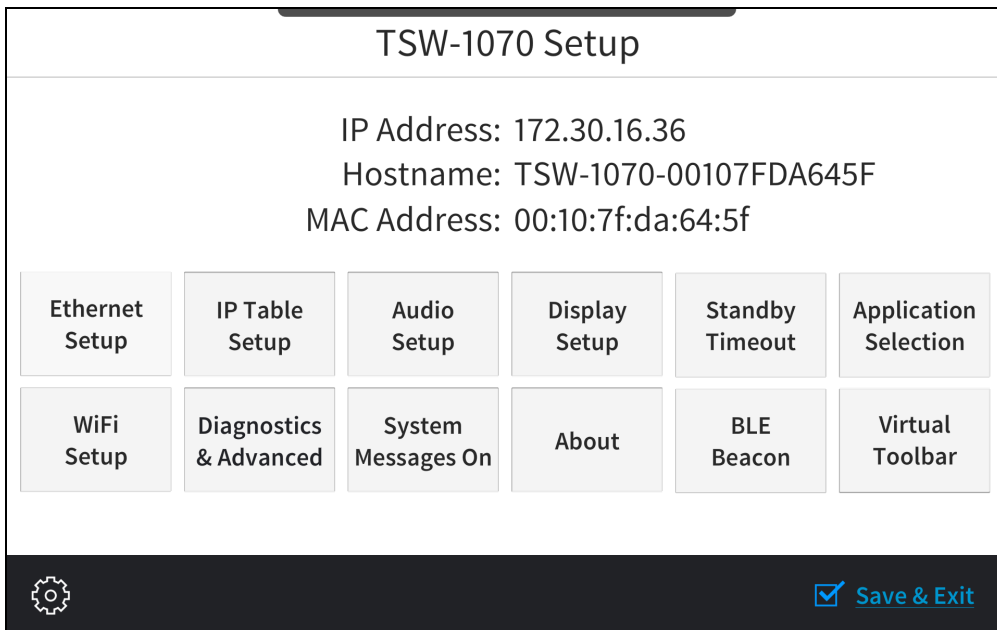 TSW-1070 Setup
IP Address: 172.30.16.36
Hostname: TSW-1070-00107FDA645F
MAC Address: 00:10:7f:da:64:5f
Ethernet
Setup
IP Table
Setup
Audio
Setup
Display
Setup
Standby
Timeout
Application
Selection
WiFi
Setup
Diagnostics
& Advanced
System
Messages On
About
BLE
Beacon
Virtual
Toolbar
Save & Exit